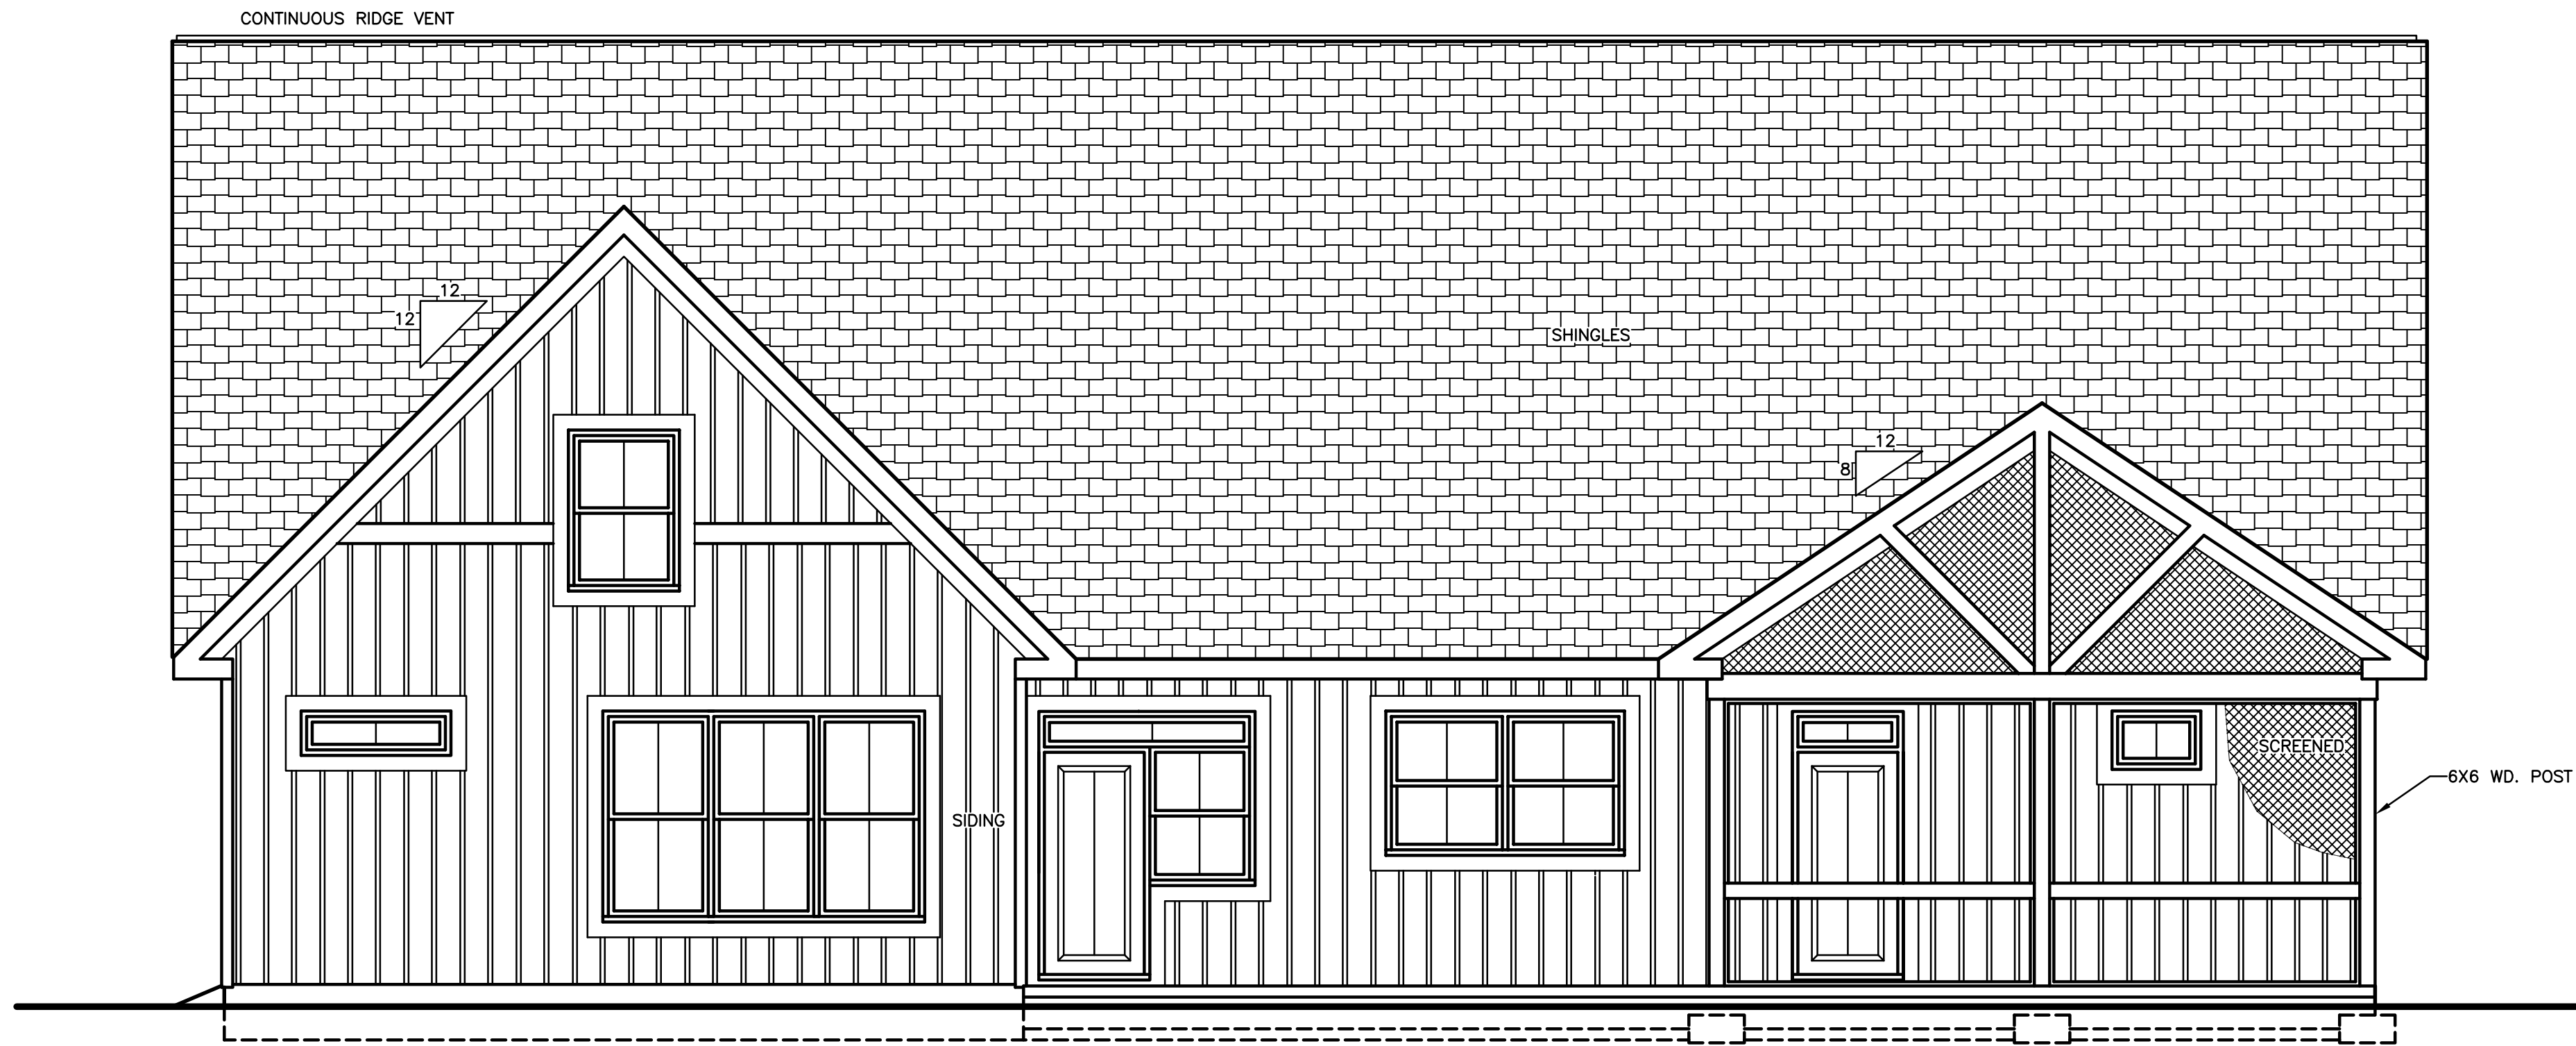 CONTINUOUS RIDGE VENT
12
12
SHINGLES
12
8
SCREENED
6X6 WD. POST
SIDING